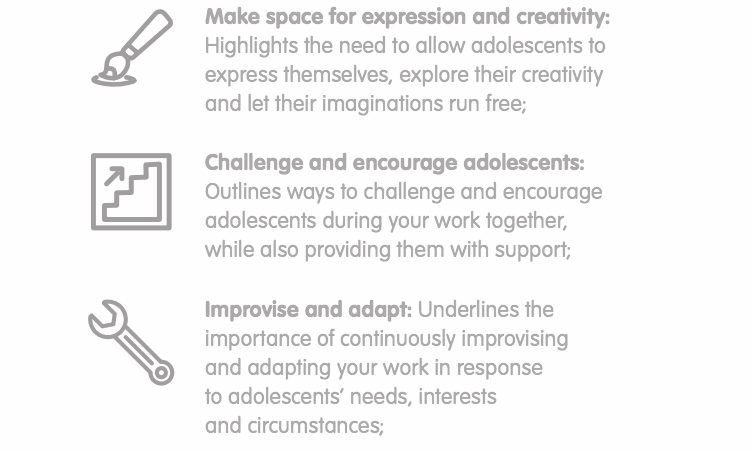 Make space for expression and creativity:
Highlights the need to allow adolescents to
express themselves, explore their creativity
and let their imaginations run free;
Challenge and encourage adolescents:
Outlines ways to challenge and encourage
adolescents during your work together,
while also providing them with support;
Improvise and adapt: Underlines the
importance of continuously improvising
and adapting your work in response
to adolescents’ needs, interests
and circumstances;